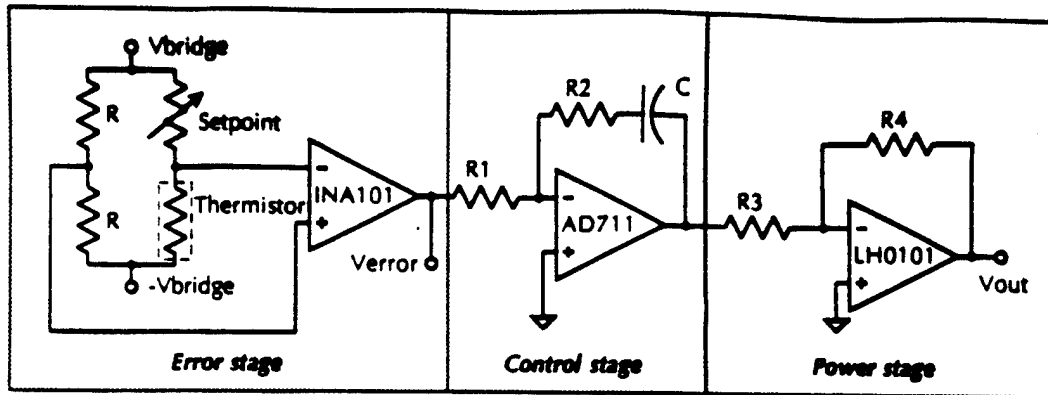 Vbridge
R
Setpoint
R
Thermistor
-Vbridge
INA101
-
+
Verror
Error stage
R1
R2
C
-
AD711
+
Control stage
R3
R4
-
LH0101
+
Vout
Power stage